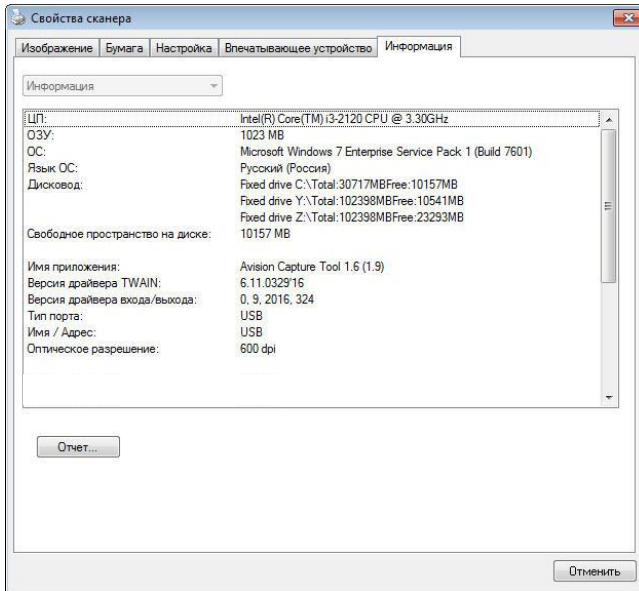 Свойства сканера
Изображение Бумага Настройка Впечатывающее устройство Информация
Информация
ЦП: Intel(R) Core(TM) i3-2120 CPU @ 3.30GHz
ОЗУ: 1023 MB
ОС: Microsoft Windows 7 Enterprise Service Pack 1 (Build 7601)
Язык ОС: Русский (Россия)
Дисковод: Fixed drive C:\Total:30717MBFree:10157MB
Fixed drive Y:\Total:102398MBFree:10541MB
Fixed drive Z:\Total:102398MBFree:23293MB
Свободное пространство на диске: 10157 MB
Имя приложения: Avision Capture Tool 1.6 (1.9)
Версия драйвера TWAIN: 6.11.0329'16
Версия драйвера входа/выхода: 0, 9, 2016, 324
Тип порта: USB
Имя / Адрес: USB
Оптическое разрешение: 600 dpi
Отчет...
Отменить